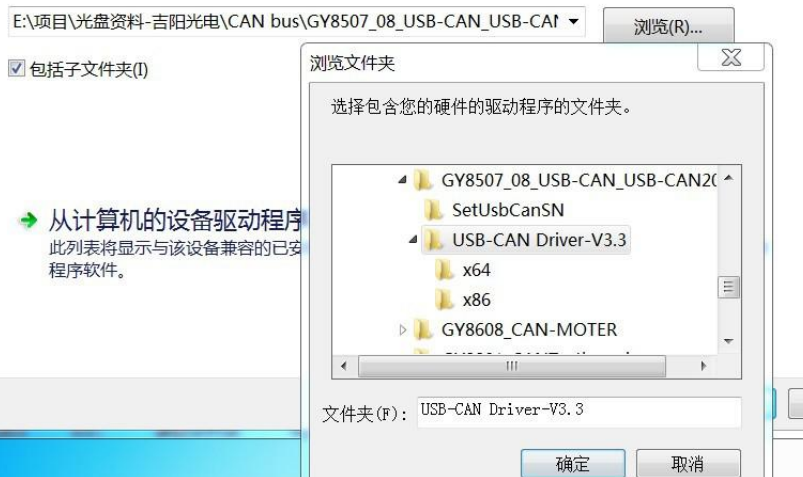 E:\项目\光盘资料-吉阳光电\CAN bus\GY8507_08_USB-CAN_USB-CAN
浏览(R)...
包括子文件夹(I)
浏览文件夹
选择包含您的硬件的驱动程序的文件夹。
GY8507_08_USB-CAN_USB-CAN20
SetUsbCanSN
USB-CAN Driver-V3.3
x64
x86
GY8608_CAN-MOTER
从计算机的设备驱动程序
此列表将显示与该设备兼容的已安
程序软件。
文件夹(F):
USB-CAN Driver-V3.3
确定
取消